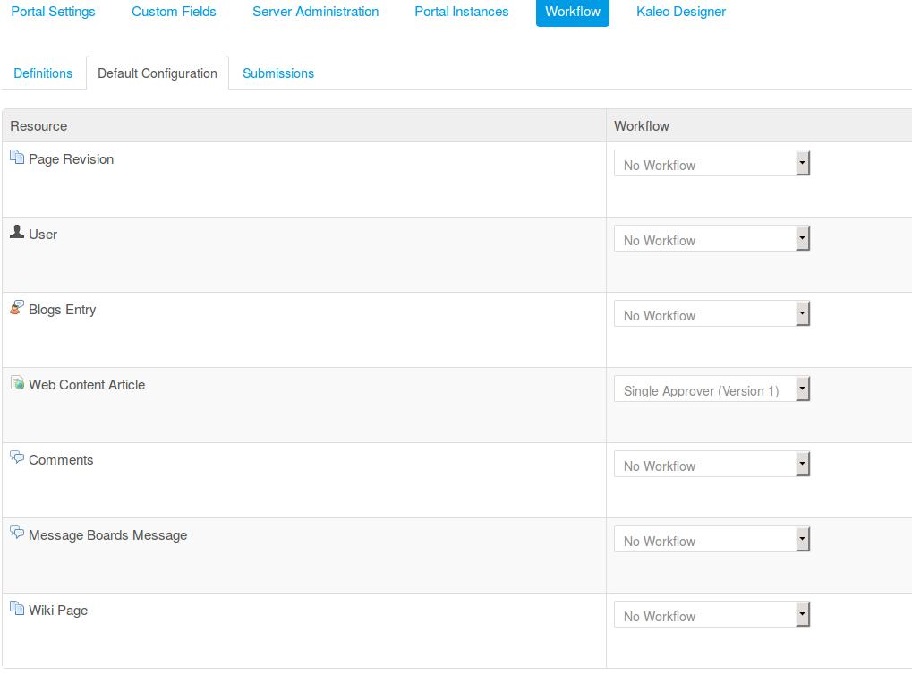 Portal Settings Custom Fields Server Administration Portal Instances Workflow Kaleo Designer
Definitions Default Configuration Submissions
Resource Workflow
Page Revision No Workflow
User No Workflow
Blogs Entry No Workflow
Web Content Article Single Approver (Version 1)
Comments No Workflow
Message Boards Message No Workflow
Wiki Page No Workflow